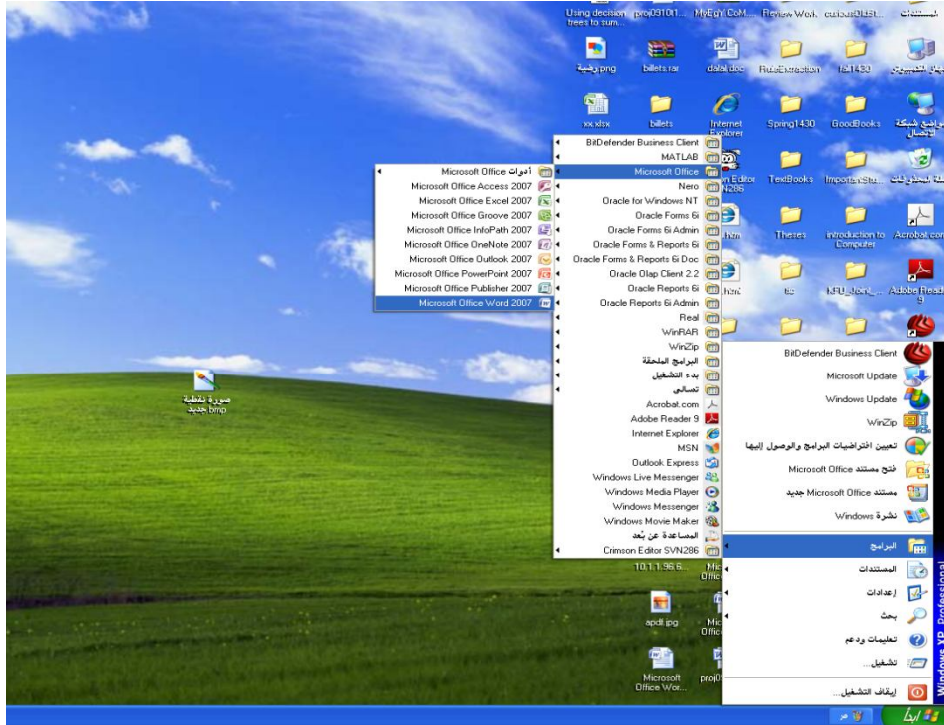 Using decision trees to sum...
proj0910t1...
MyEgY.CoM...
Review Work
المستندات
رقمية.png
billets.rar
dalal.doc
RuleExtraction
fall1430
xx.xlsx
billets
Internet Explorer
Spring1430
GoodBooks
مواضع شبكة الاتصال
TextBooks
ImportantStu...
Theses
introduction to Computer
Acrobat.com
KFU_Joint_...
Adobe Reader 9
BitDefender Business Client
MATLAB
Microsoft Office
Nero
Oracle for Windows NT
Oracle Forms 6i
Oracle Forms 6i Admin
Oracle Forms & Reports 6i
Oracle Forms & Reports 6i Doc
Oracle Olap Client 2.2
Oracle Reports 6i
Oracle Reports 6i Admin
Real
WinRAR
WinZip
البرامج الملحقة
بدء التشغيل
تسالي
Acrobat.com
Adobe Reader 9
Internet Explorer
MSN
Outlook Express
Windows Live Messenger
Windows Media Player
Windows Messenger
Windows Movie Maker
المساعدة عن بُعد
Crimson Editor SVN286
أدوات Microsoft Office
Microsoft Office Access 2007
Microsoft Office Excel 2007
Microsoft Office Groove 2007
Microsoft Office InfoPath 2007
Microsoft Office OneNote 2007
Microsoft Office Outlook 2007
Microsoft Office PowerPoint 2007
Microsoft Office Publisher 2007
Microsoft Office Word 2007
صورة نقطية
جديد.bmp
BitDefender Business Client
Microsoft Update
Windows Update
WinZip
تعيين افتراضيات البرامج والوصول إليها
فتح مستند Microsoft Office
مستند Microsoft Office جديد
نشرة Windows
البرامج
المستندات
إعدادات
بحث
تعليمات ودعم
تشغيل...
إيقاف التشغيل...
Windows XP Professional
10.1.1.96.6...
apdf.jpg
Microsoft
Office Wor...
ابدأ